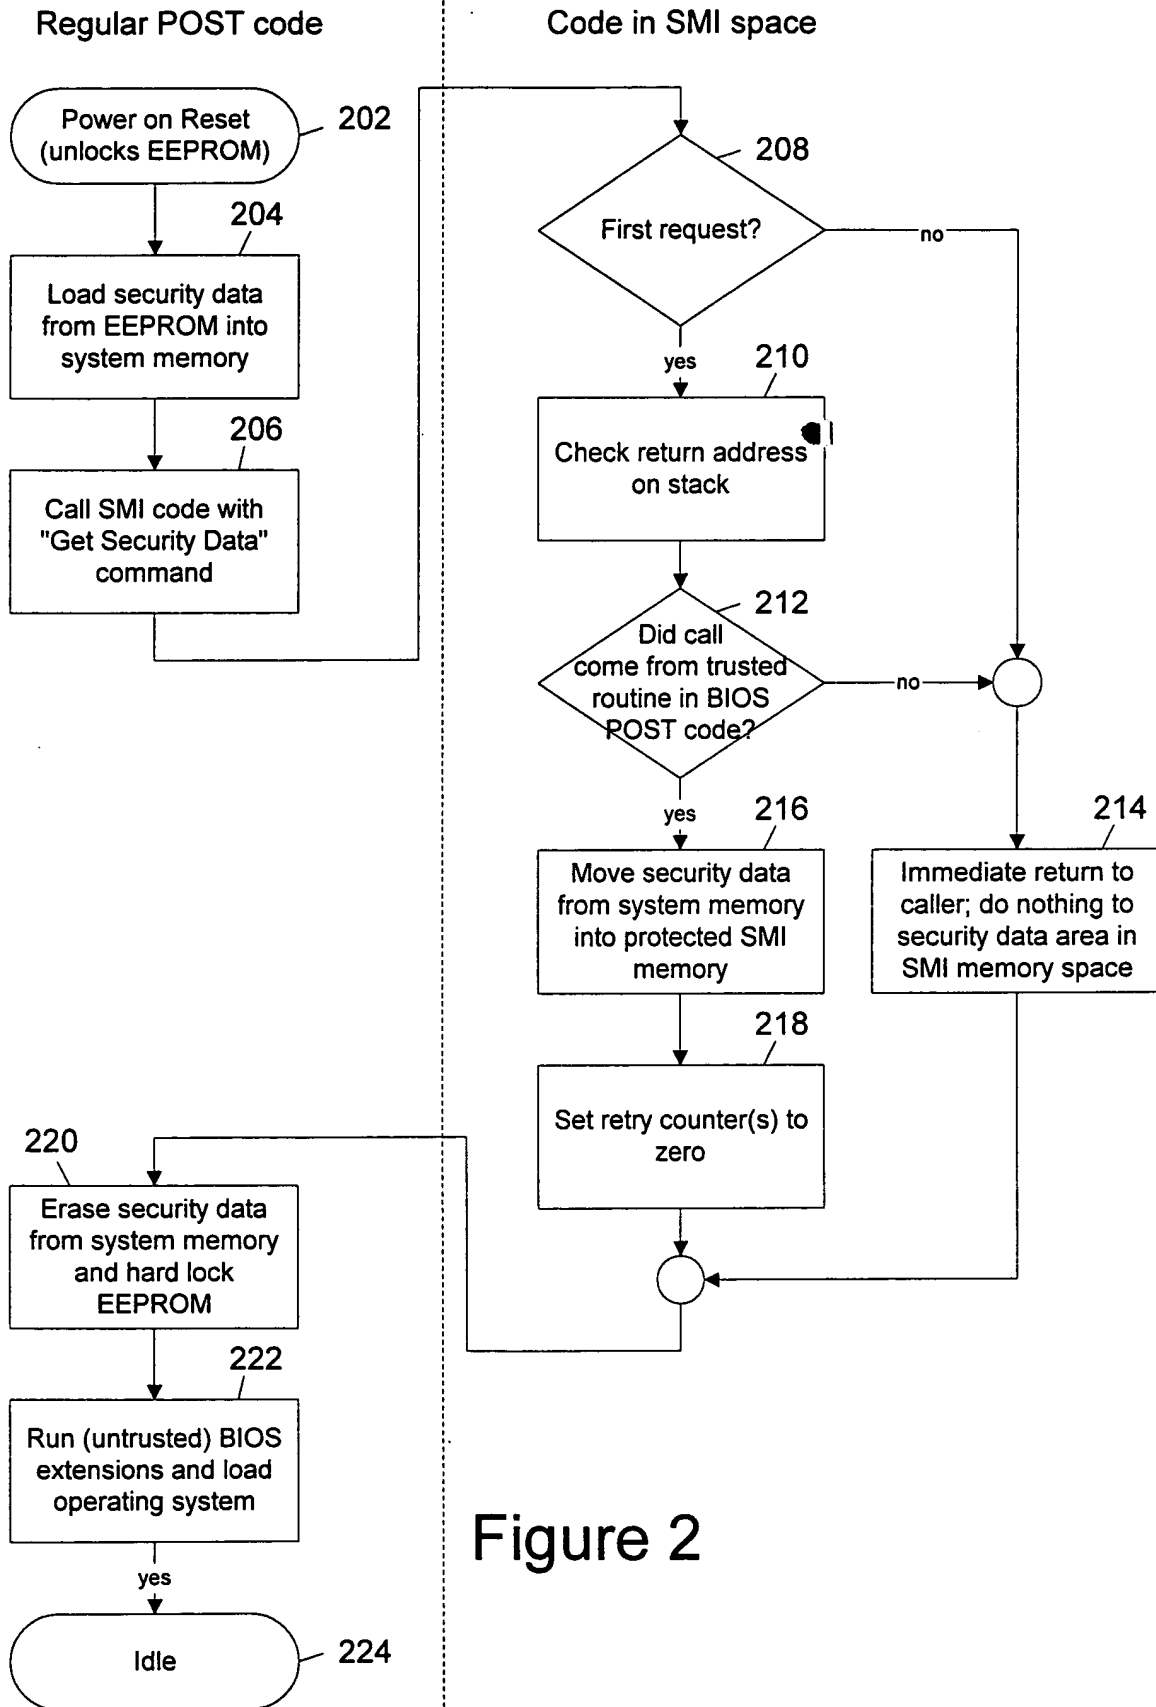 Regular POST code
Code in SMI space
Power on Reset
(unlocks EEPROM)
202
204
Load security data
from EEPROM into
system memory
206
Call SMI code with
"Get Security Data"
command
208
First request?
no
yes
210
Check return address
on stack
212
Did call
come from trusted
routine in BIOS
POST code?
no
yes
216
Move security data
from system memory
into protected SMI
memory
214
Immediate return to
caller; do nothing to
security data area in
SMI memory space
218
Set retry counter(s) to
zero
220
Erase security data
from system memory
and hard lock
EEPROM
222
Run (untrusted) BIOS
extensions and load
operating system
yes
Idle
224
Figure 2